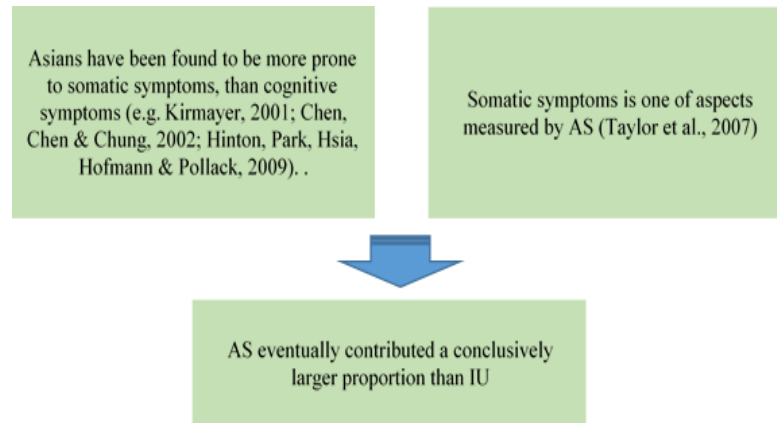 Asians have been found to be more prone
to somatic symptoms, than cognitive
symptoms (e.g. Kirmayer, 2001; Chen,
Chen & Chung, 2002; Hinton, Park, Hsia,
Hofmann & Pollack, 2009). .
Somatic symptoms is one of aspects
measured by AS (Taylor et al., 2007)
AS eventually contributed a conclusively
larger proportion than IU